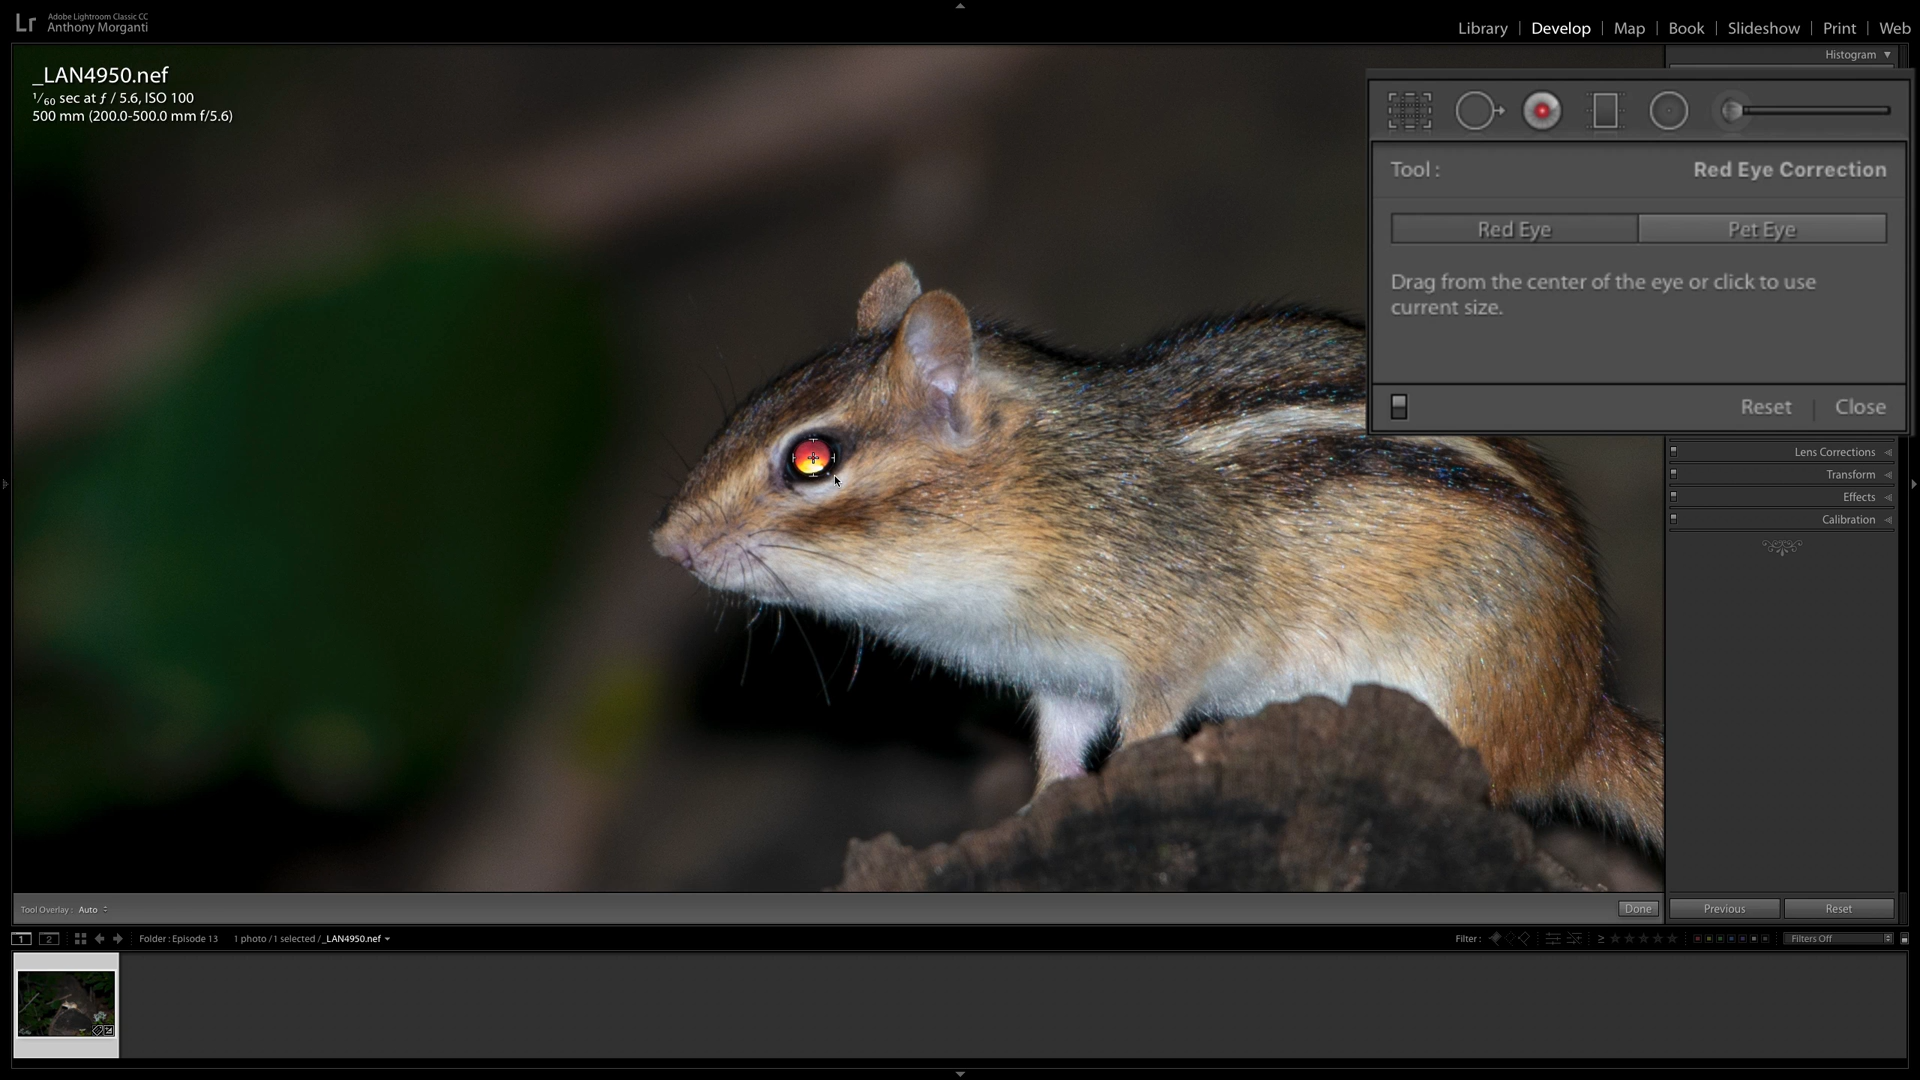 Lr
Adobe Lightroom Classic CC
Anthony Morganti
Library | Develop | Map | Book | Slideshow | Print | Web
_LAN4950.nef
1/60 sec at ƒ / 5.6, ISO 100
500 mm (200.0-500.0 mm f/5.6)
Histogram
Tool : Red Eye Correction
Red Eye Pet Eye
Drag from the center of the eye or click to use
current size.
Reset | Close
Lens Corrections
Transform
Effects
Calibration
Tool Overlay : Auto
Done
Previous Reset
1 2 Folder : Episode 13 1 photo / 1 selected / _LAN4950.nef
Filter : ≥ Filters Off